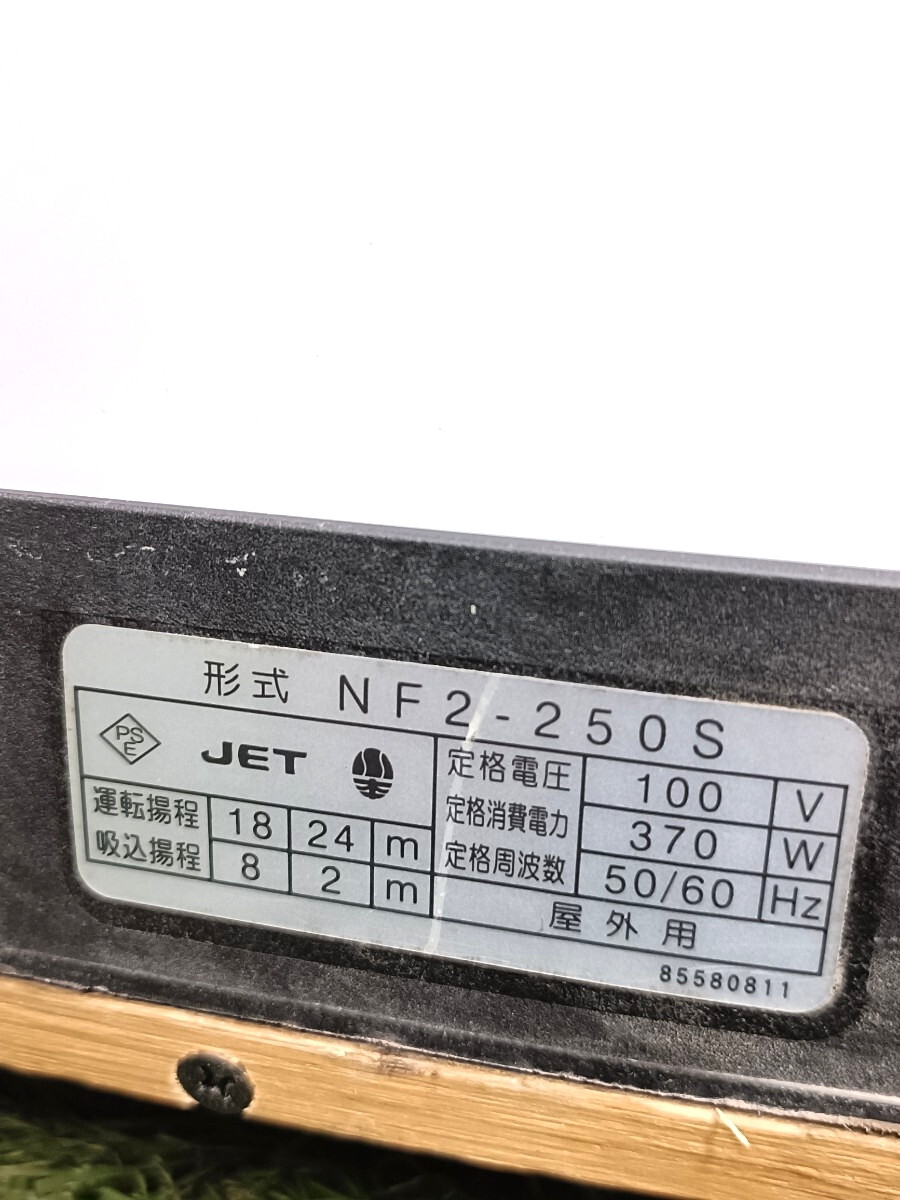 形式 NF2-250S
PSE JET
定格電圧 100 V
定格消費電力 370 W
定格周波数 50/60 Hz
運転揚程 18 24 m
吸込揚程 8 2 m
屋外用
85580811